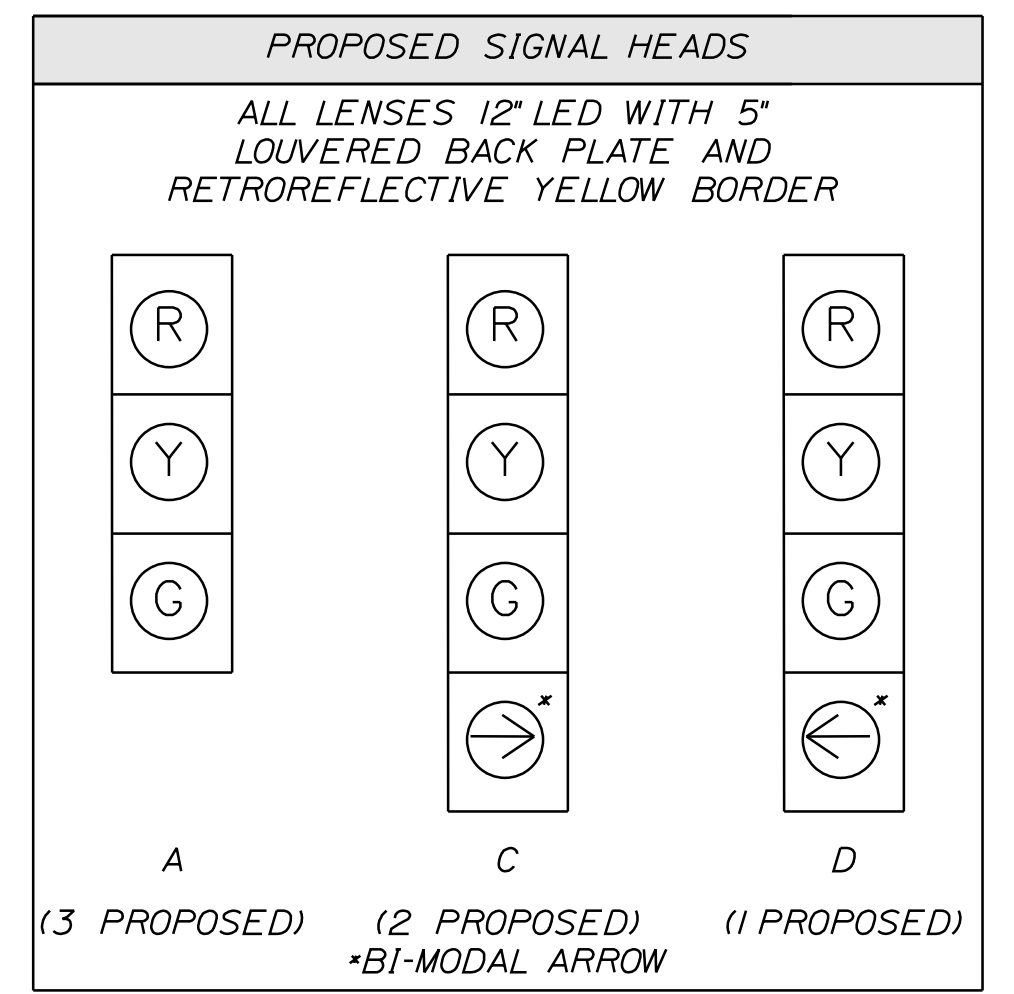 PROPOSED SIGNAL HEADS
ALL LENSES 12" LED WITH 5"
LOUVERED BACK PLATE AND
RETROREFLECTIVE YELLOW BORDER
R R R
Y Y Y
G G G
* *
A C D
(3 PROPOSED) (2 PROPOSED) (1 PROPOSED)
*BI-MODAL ARROW